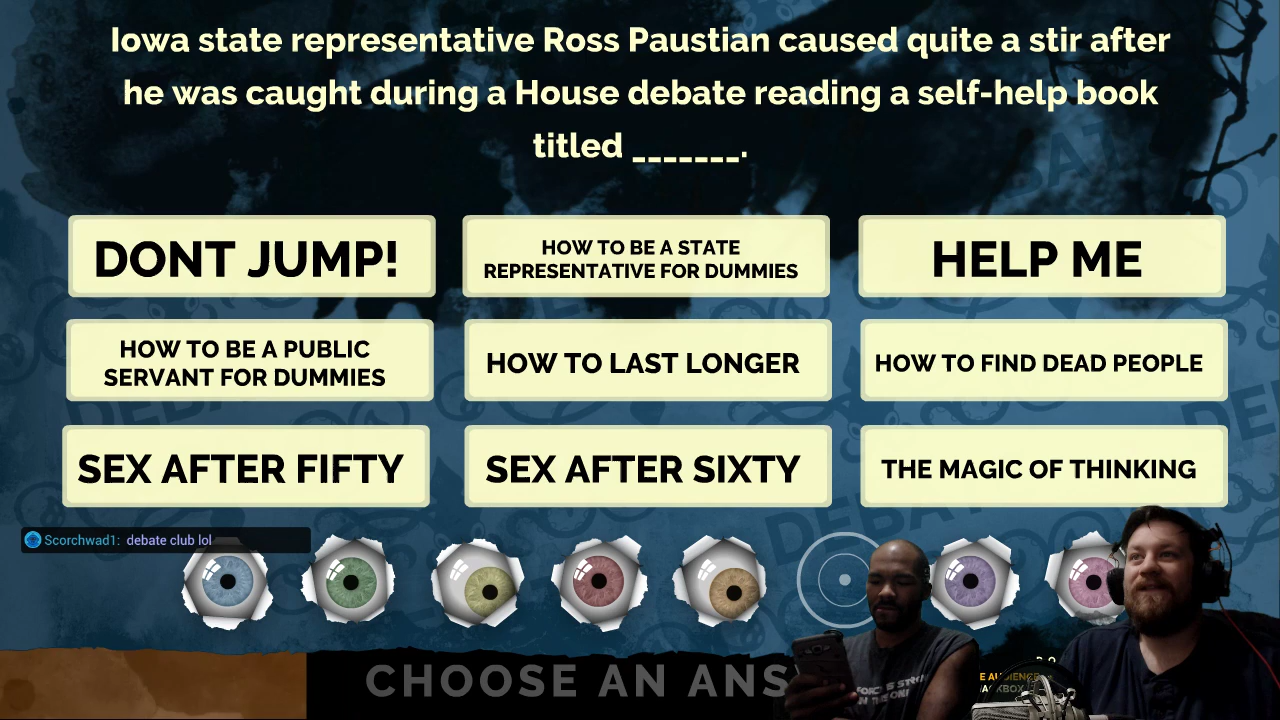 Iowa state representative Ross Paustian caused quite a stir after
he was caught during a House debate reading a self-help book
titled _______.
DONT JUMP!
HOW TO BE A STATE
REPRESENTATIVE FOR DUMMIES
HELP ME
HOW TO BE A PUBLIC
SERVANT FOR DUMMIES
HOW TO LAST LONGER
HOW TO FIND DEAD PEOPLE
SEX AFTER FIFTY
SEX AFTER SIXTY
THE MAGIC OF THINKING
Scorchwad1: debate club lol
CHOOSE AN ANS